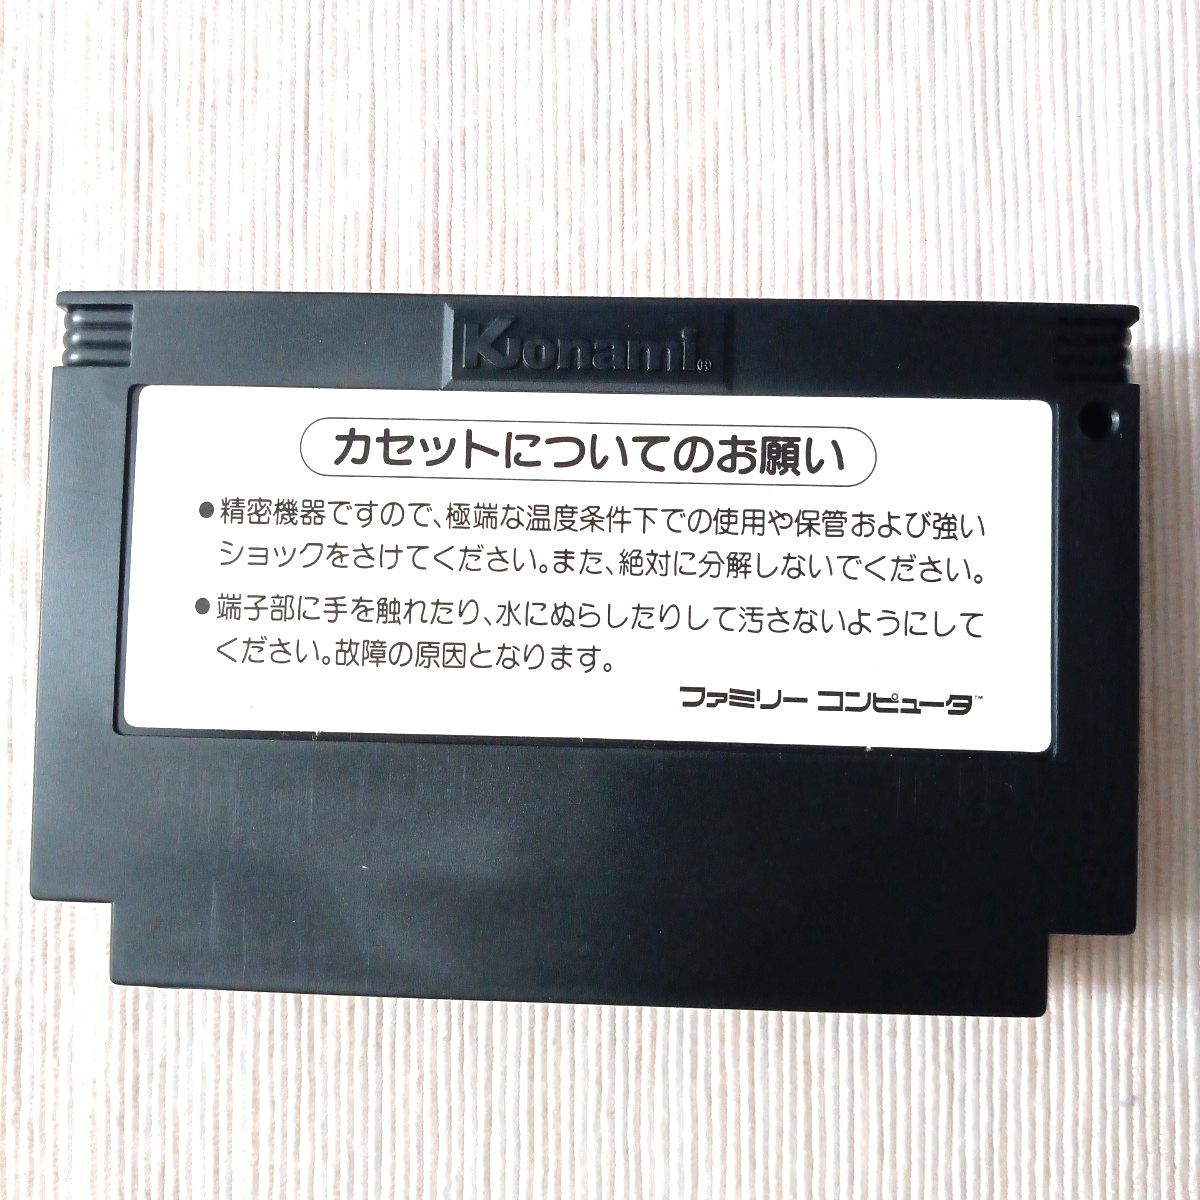 Konami®
カセットについてのお願い
●精密機器ですので、極端な温度条件下での使用や保管および強い
ショックをさけてください。また、絶対に分解しないでください。
●端子部に手を触れたり、水にぬらしたりして汚さないようにして
ください。故障の原因となります。
ファミリー コンピュータ™